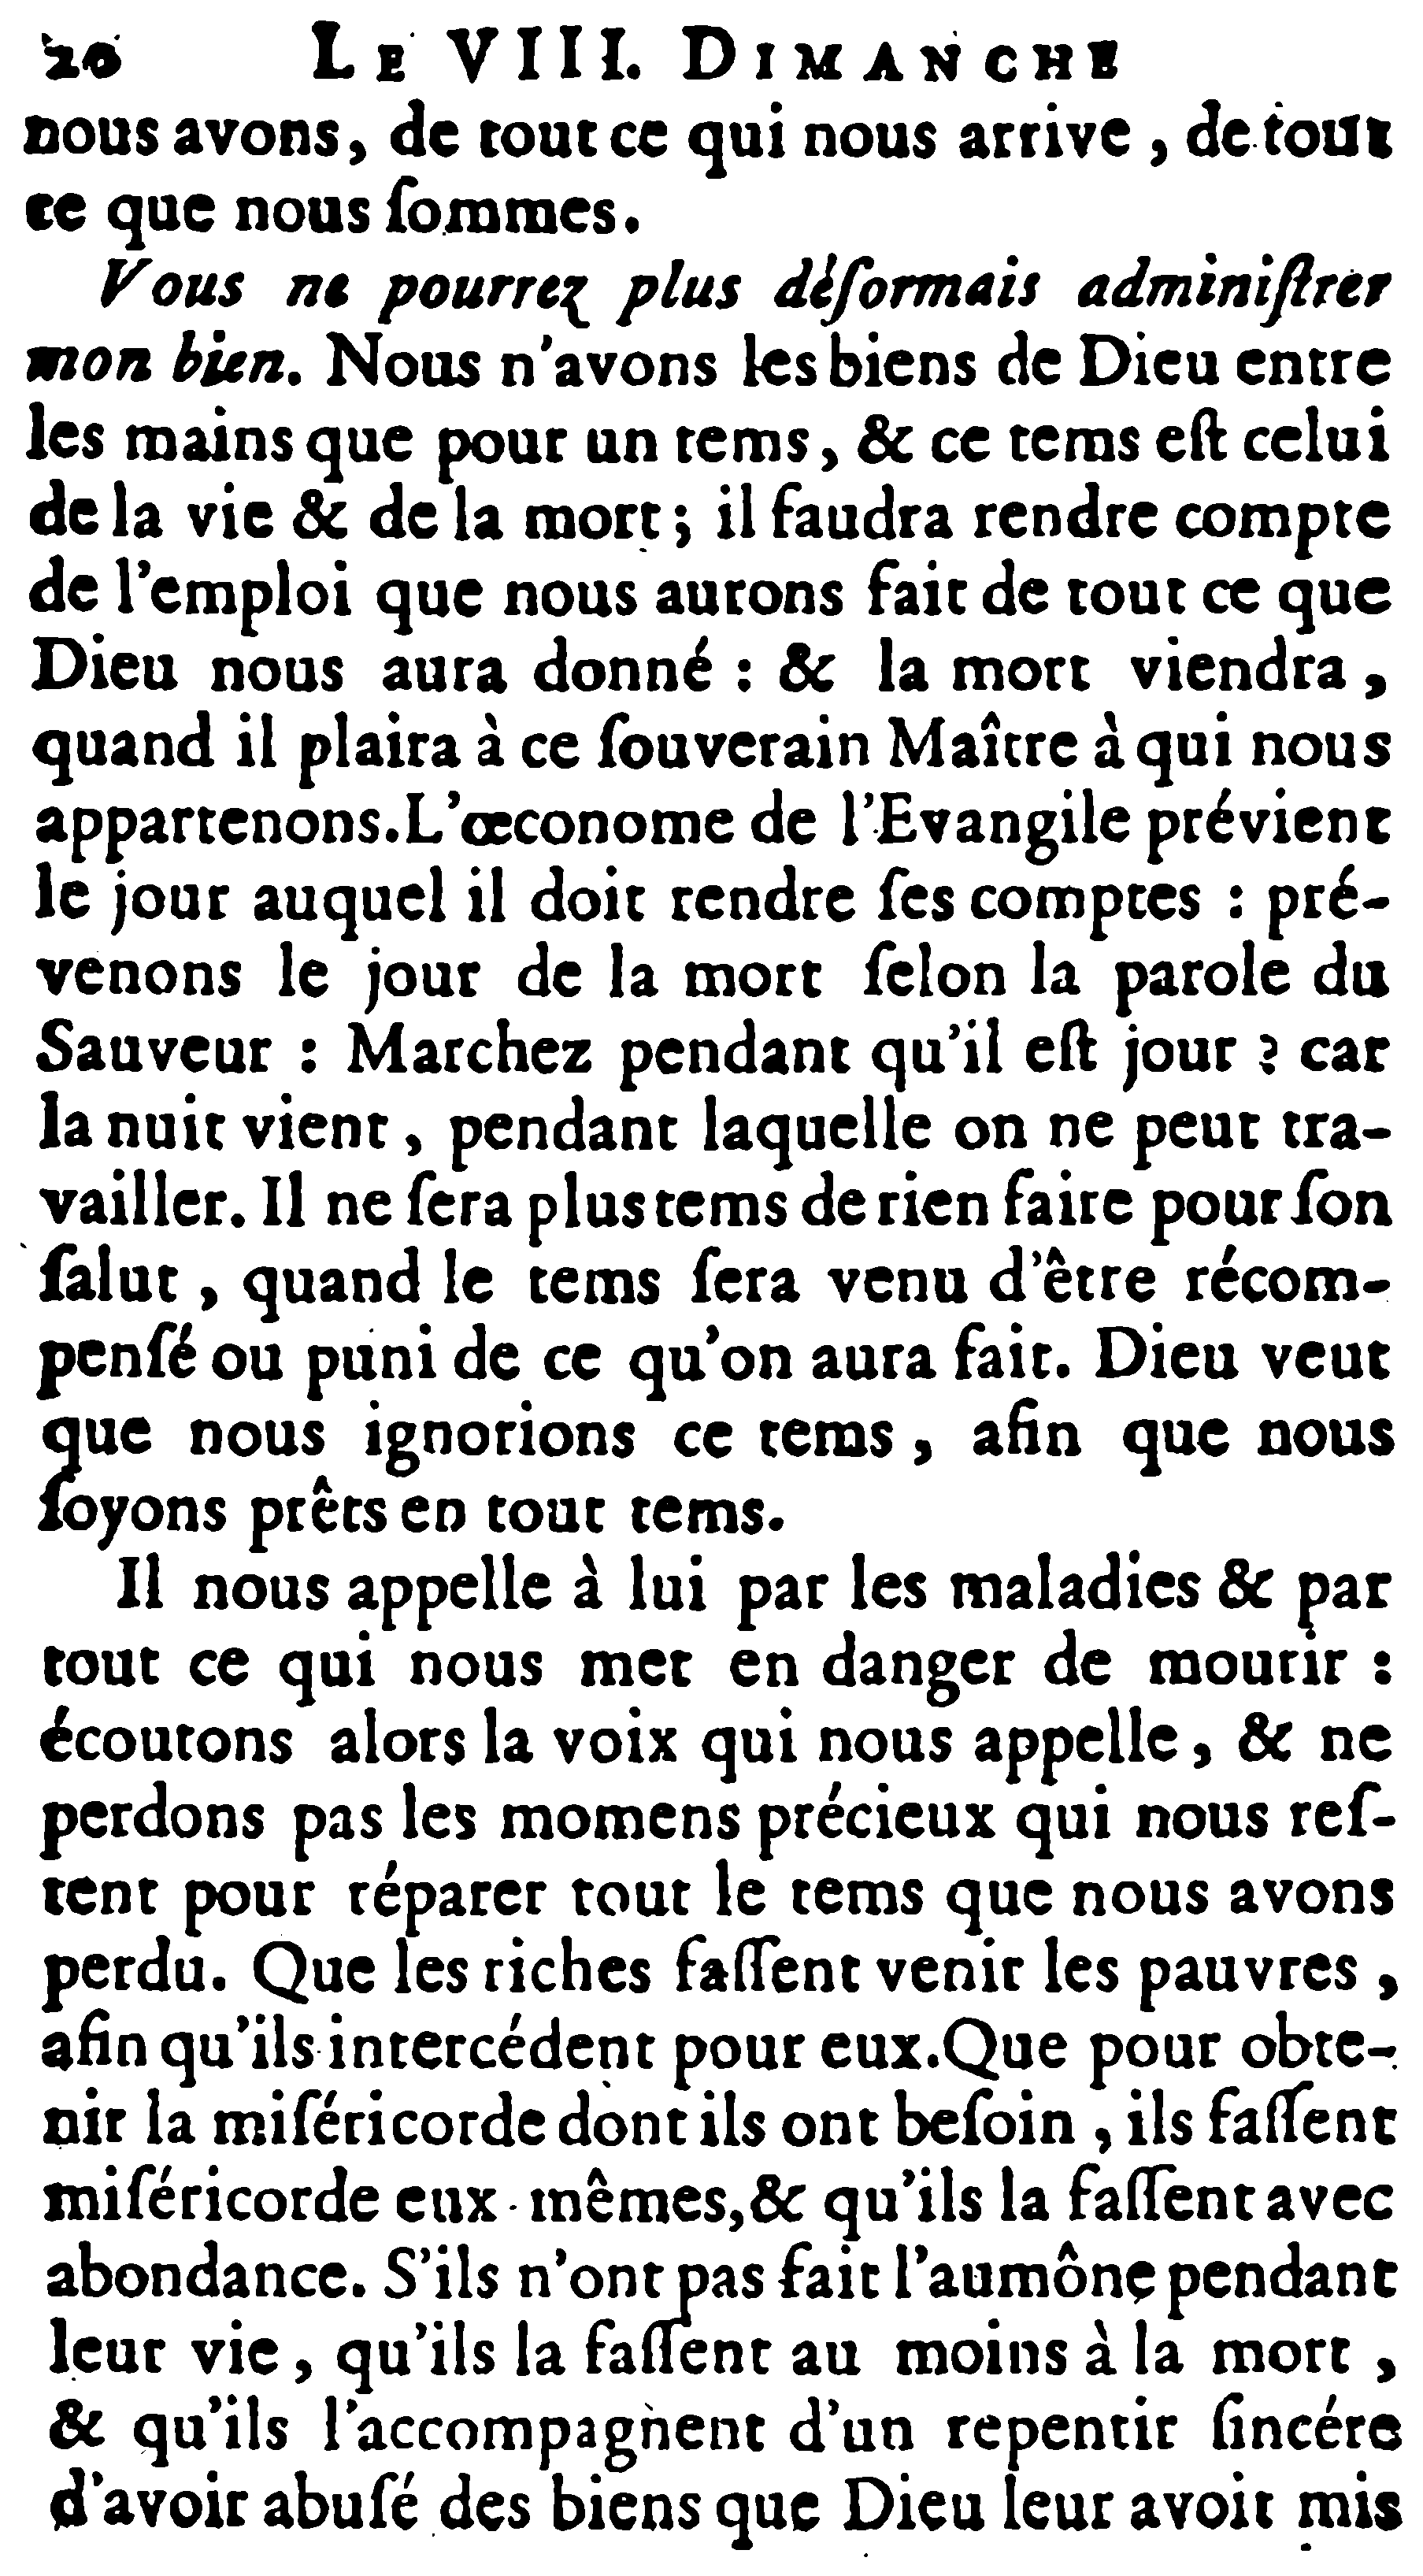 20 LE VIII. DIMANCHE
nous avons, de tout ce qui nous arrive, de tout
ce que nous ſommes.
Vous ne pourrez plus déſormais adminiſtrer
mon bien. Nous n'avons les biens de Dieu entre
les mains que pour un tems, & ce tems eſt celui
de la vie & de la mort; il faudra rendre compte
de l'emploi que nous aurons fait de tout ce que
Dieu nous aura donné : & la mort viendra,
quand il plaira à ce ſouverain Maître à qui nous
appartenons. L'œconome de l'Evangile prévient
le jour auquel il doit rendre ſes comptes : pré-
venons le jour de la mort ſelon la parole du
Sauveur : Marchez pendant qu'il eſt jour ? car
la nuit vient, pendant laquelle on ne peut tra-
vailler. Il ne ſera plus tems de rien faire pour ſon
ſalut, quand le tems ſera venu d'être récom-
penſé ou puni de ce qu'on aura fait. Dieu veut
que nous ignorions ce tems, afin que nous
ſoyons prêts en tout tems.
Il nous appelle à lui par les maladies & par
tout ce qui nous met en danger de mourir :
écoutons alors la voix qui nous appelle, & ne
perdons pas les momens précieux qui nous reſ-
tent pour réparer tout le tems que nous avons
perdu. Que les riches faſſent venir les pauvres,
afin qu'ils intercédent pour eux. Que pour obte-
nir la miſéricorde dont ils ont beſoin, ils faſſent
miſéricorde eux-mêmes, & qu'ils la faſſent avec
abondance. S'ils n'ont pas fait l'aumône pendant
leur vie, qu'ils la faſſent au moins à la mort,
& qu'ils l'accompagnent d'un repentir ſincére
d'avoir abuſé des biens que Dieu leur avoit mis